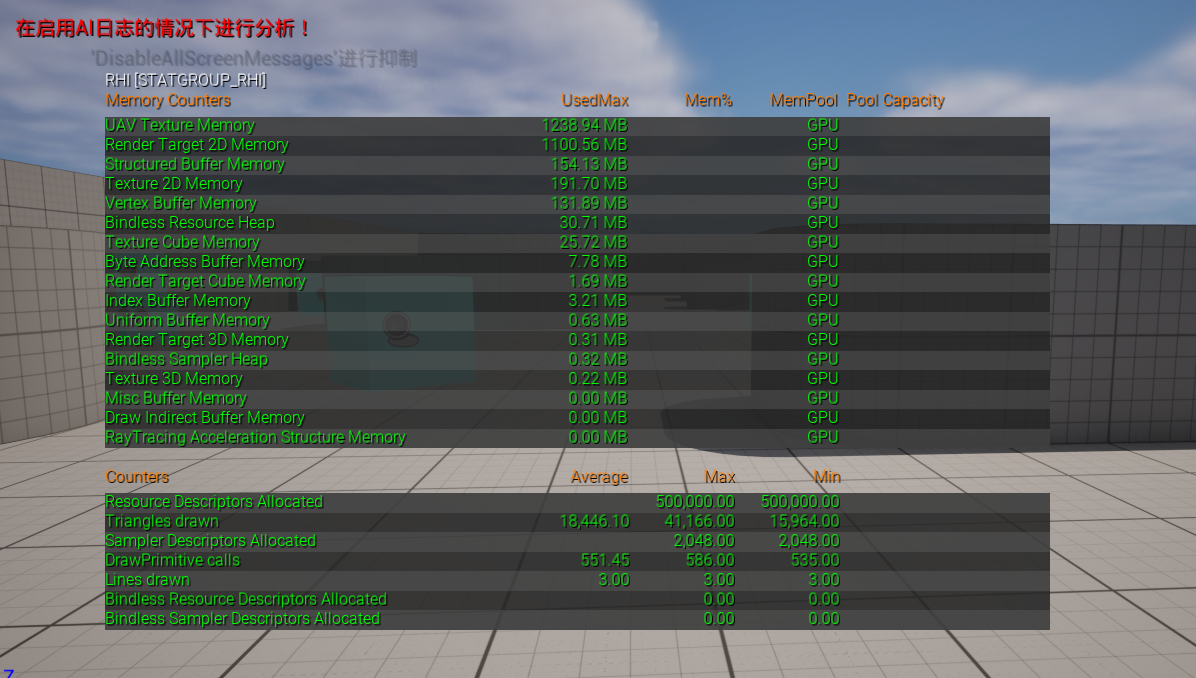 在启用AI日志的情况下进行分析！
'DisableAllScreenMessages'进行抑制
RHI [STATGROUP_RHI]
Memory Counters UsedMax Mem% MemPool Pool Capacity
UAV Texture Memory 1238.94 MB GPU
Render Target 2D Memory 1100.56 MB GPU
Structured Buffer Memory 154.13 MB GPU
Texture 2D Memory 191.70 MB GPU
Vertex Buffer Memory 131.89 MB GPU
Bindless Resource Heap 30.71 MB GPU
Texture Cube Memory 25.72 MB GPU
Byte Address Buffer Memory 7.78 MB GPU
Render Target Cube Memory 1.69 MB GPU
Index Buffer Memory 3.21 MB GPU
Uniform Buffer Memory 0.63 MB GPU
Render Target 3D Memory 0.31 MB GPU
Bindless Sampler Heap 0.32 MB GPU
Texture 3D Memory 0.22 MB GPU
Misc Buffer Memory 0.00 MB GPU
Draw Indirect Buffer Memory 0.00 MB GPU
RayTracing Acceleration Structure Memory 0.00 MB GPU
Counters Average Max Min
Resource Descriptors Allocated 500,000.00 500,000.00
Triangles drawn 18,446.10 41,166.00 15,964.00
Sampler Descriptors Allocated 2,048.00 2,048.00
DrawPrimitive calls 551.45 586.00 535.00
Lines drawn 3.00 3.00 3.00
Bindless Resource Descriptors Allocated 0.00 0.00
Bindless Sampler Descriptors Allocated 0.00 0.00